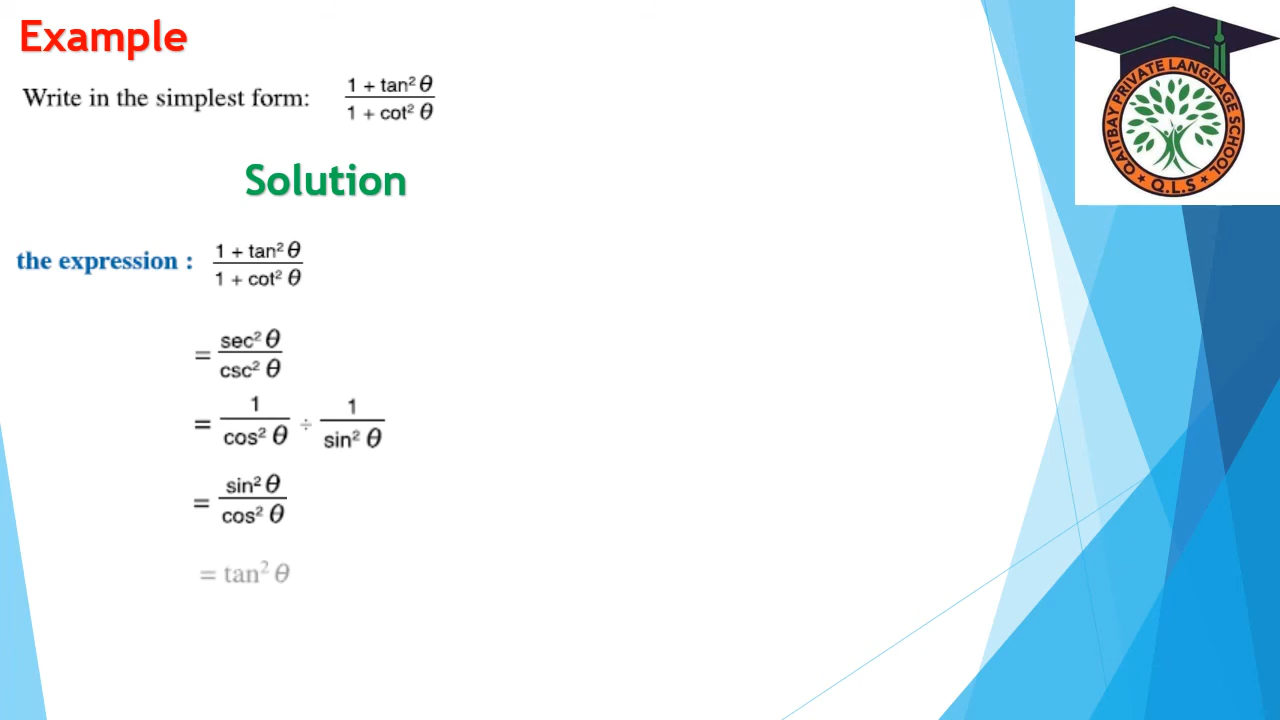 Example
Write in the simplest form: (1 + tan² θ)/(1 + cot² θ)
Solution
the expression : (1 + tan² θ)/(1 + cot² θ)
= sec² θ/csc² θ
= 1/cos² θ ÷ 1/sin² θ
= sin² θ/cos² θ
= tan² θ
QAITBAY PRIVATE LANGUAGE SCHOOL
Q.L.S